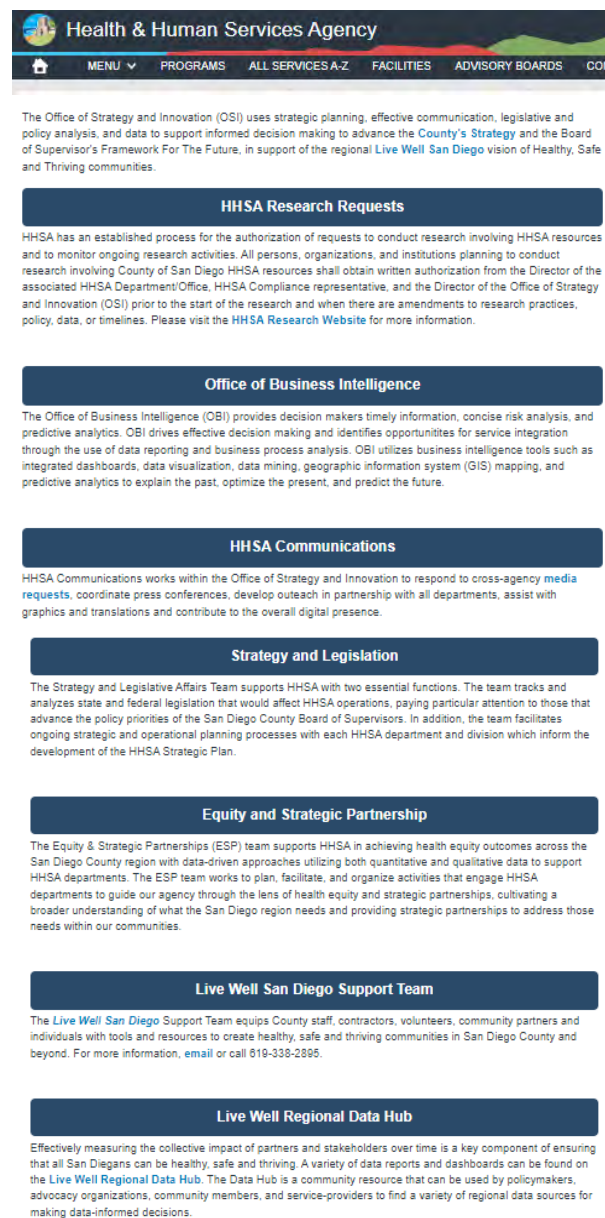 Health & Human Services Agency
MENU PROGRAMS ALL SERVICES A-Z FACILITIES ADVISORY BOARDS CO
The Office of Strategy and Innovation (OSI) uses strategic planning, effective communication, legislative and
policy analysis, and data to support informed decision making to advance the County's Strategy and the Board
of Supervisor's Framework For The Future, in support of the regional Live Well San Diego vision of Healthy, Safe
and Thriving communities.
HHSA Research Requests
HHSA has an established process for the authorization of requests to conduct research involving HHSA resources
and to monitor ongoing research activities. All persons, organizations, and institutions planning to conduct
research involving County of San Diego HHSA resources shall obtain written authorization from the Director of the
associated HHSA Department/Office, HHSA Compliance representative, and the Director of the Office of Strategy
and Innovation (OSI) prior to the start of the research and when there are amendments to research practices,
policy, data, or timelines. Please visit the HHSA Research Website for more information.
Office of Business Intelligence
The Office of Business Intelligence (OBI) provides decision makers timely information, concise risk analysis, and
predictive analytics. OBI drives effective decision making and identifies opportunitites for service integration
through the use of data reporting and business process analysis. OBI utilizes business intelligence tools such as
integrated dashboards, data visualization, data mining, geographic information system (GIS) mapping, and
predictive analytics to explain the past, optimize the present, and predict the future.
HHSA Communications
HHSA Communications works within the Office of Strategy and Innovation to respond to cross-agency media
requests, coordinate press conferences, develop outeach in partnership with all departments, assist with
graphics and translations and contribute to the overall digital presence.
Strategy and Legislation
The Strategy and Legislative Affairs Team supports HHSA with two essential functions. The team tracks and
analyzes state and federal legislation that would affect HHSA operations, paying particular attention to those that
advance the policy priorities of the San Diego County Board of Supervisors. In addition, the team facilitates
ongoing strategic and operational planning processes with each HHSA department and division which inform the
development of the HHSA Strategic Plan.
Equity and Strategic Partnership
The Equity & Strategic Partnerships (ESP) team supports HHSA in achieving health equity outcomes across the
San Diego County region with data-driven approaches utilizing both quantitative and qualitative data to support
HHSA departments. The ESP team works to plan, facilitate, and organize activities that engage HHSA
departments to guide our agency through the lens of health equity and strategic partnerships, cultivating a
broader understanding of what the San Diego region needs and providing strategic partnerships to address those
needs within our communities.
Live Well San Diego Support Team
The Live Well San Diego Support Team equips County staff, contractors, volunteers, community partners and
individuals with tools and resources to create healthy, safe and thriving communities in San Diego County and
beyond. For more information, email or call 619-338-2895.
Live Well Regional Data Hub
Effectively measuring the collective impact of partners and stakeholders over time is a key component of ensuring
that all San Diegans can be healthy, safe and thriving. A variety of data reports and dashboards can be found on
the Live Well Regional Data Hub. The Data Hub is a community resource that can be used by policymakers,
advocacy organizations, community members, and service-providers to find a variety of regional data sources for
making data-informed decisions.